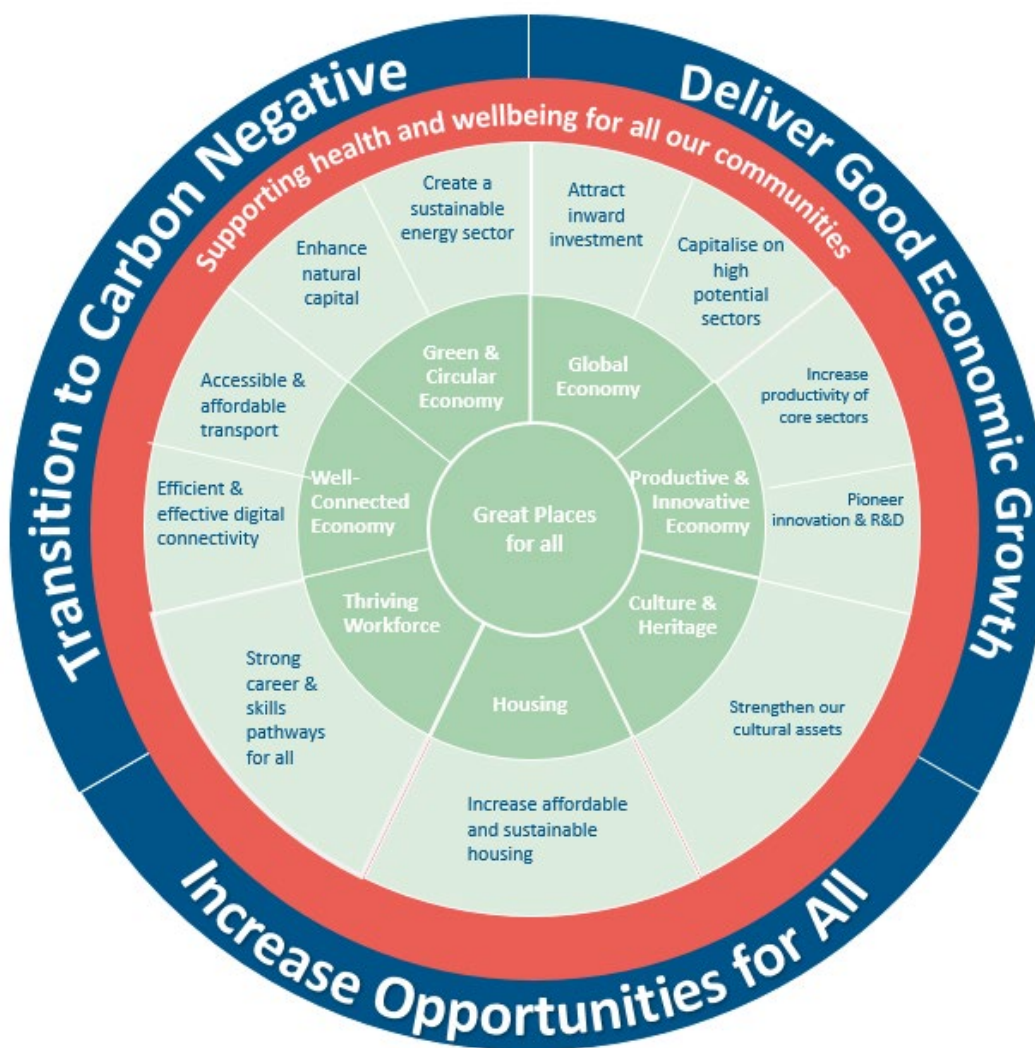 Transition to Carbon Negative
Deliver Good Economic Growth
Increase Opportunities for All
Supporting health and wellbeing for all our communities
Create a
sustainable
energy sector
Attract
inward
investment
Enhance
natural
capital
Capitalise on
high
potential
sectors
Accessible &
affordable
transport
Increase
productivity of
core sectors
Efficient &
effective digital
connectivity
Pioneer
innovation & R&D
Strong
career &
skills
pathways
for all
Strengthen our
cultural assets
Increase affordable
and sustainable
housing
Green &
Circular
Economy
Global
Economy
Well-
Connected
Economy
Productive &
Innovative
Economy
Thriving
Workforce
Culture &
Heritage
Housing
Great Places
for all